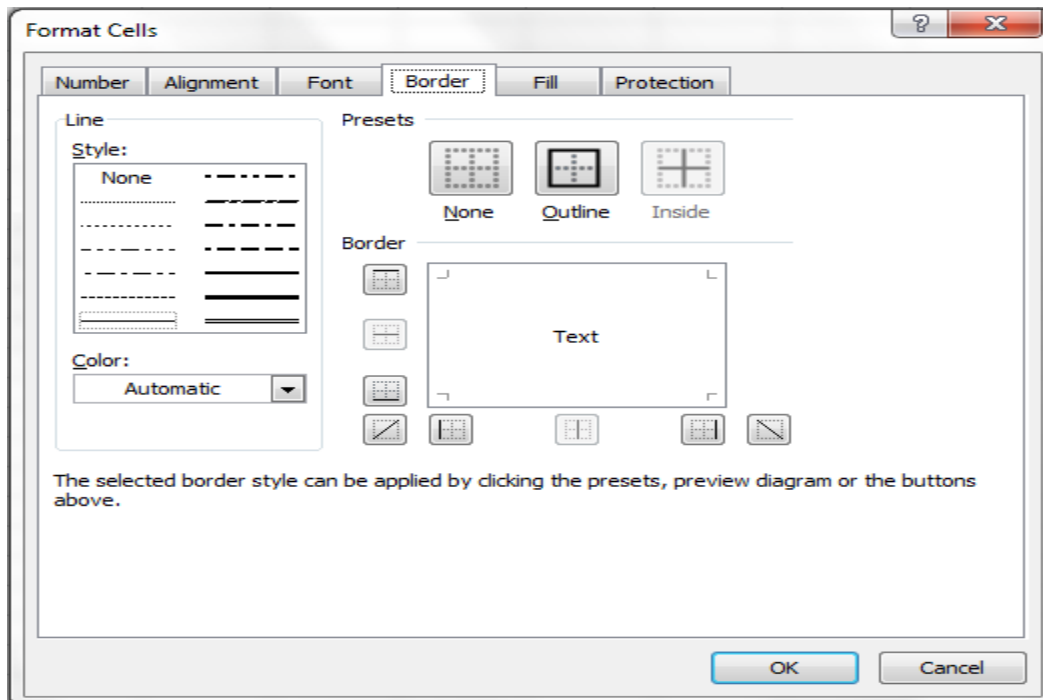 Format Cells
Number Alignment Font Border Fill Protection
Line
Style:
None
Color:
Automatic
Presets
None Outline Inside
Border
Text
The selected border style can be applied by clicking the presets, preview diagram or the buttons
above.
OK Cancel